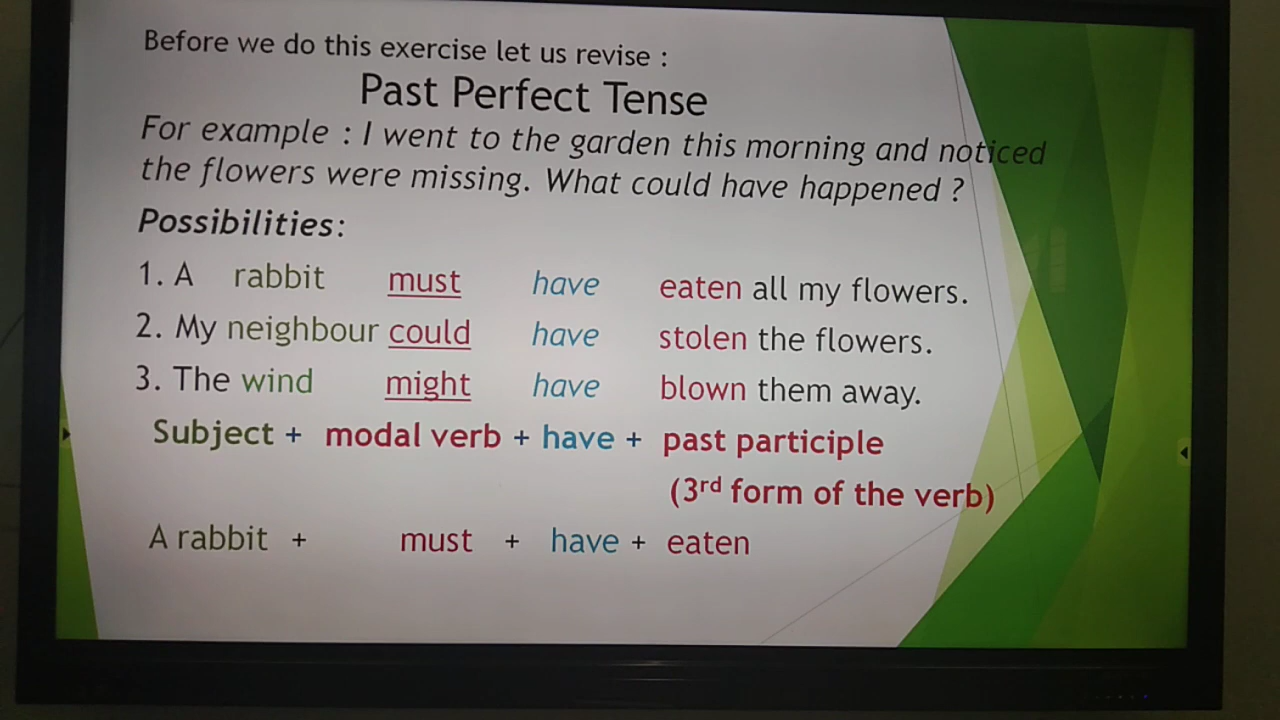 Before we do this exercise let us revise :
Past Perfect Tense
For example : I went to the garden this morning and noticed
the flowers were missing. What could have happened ?
Possibilities:
1. A rabbit must have eaten all my flowers.
2. My neighbour could have stolen the flowers.
3. The wind might have blown them away.
Subject + modal verb + have + past participle
(3rd form of the verb)
A rabbit + must + have + eaten